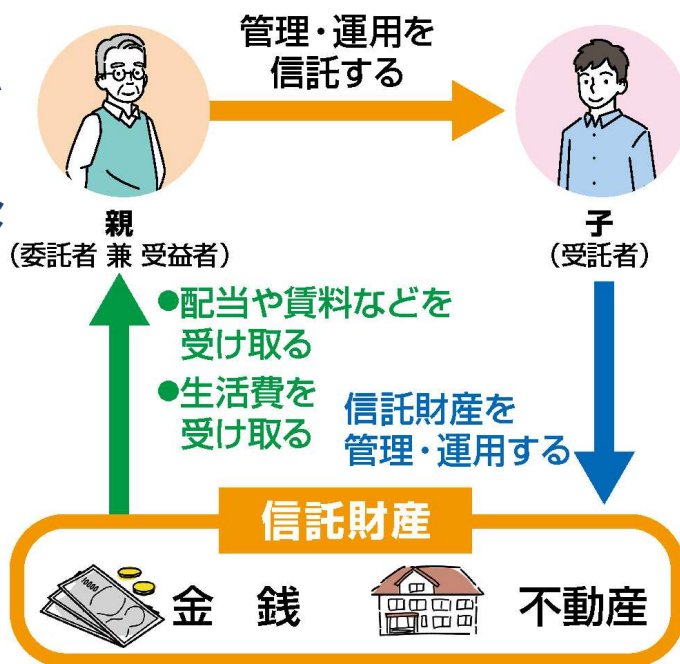 管理・運用を
信託する
親
(委託者 兼 受益者)
子
(受託者)
●配当や賃料などを
受け取る
●生活費を
受け取る
信託財産を
管理・運用する
信託財産
10000
金 銭
不動産